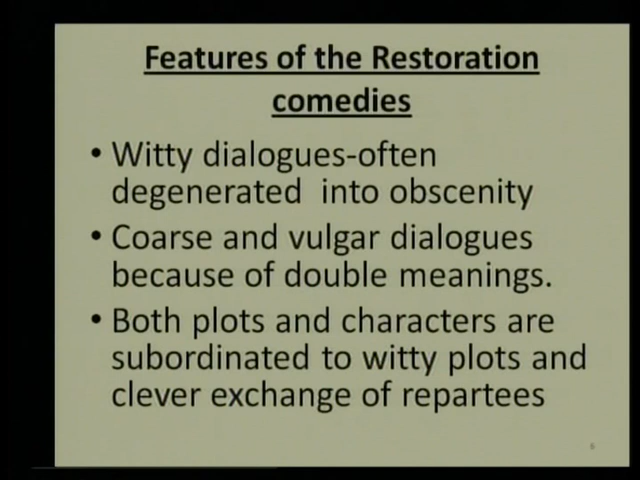 Features of the Restoration
comedies
• Witty dialogues-often
degenerated into obscenity
• Coarse and vulgar dialogues
because of double meanings.
• Both plots and characters are
subordinated to witty plots and
clever exchange of repartees
6